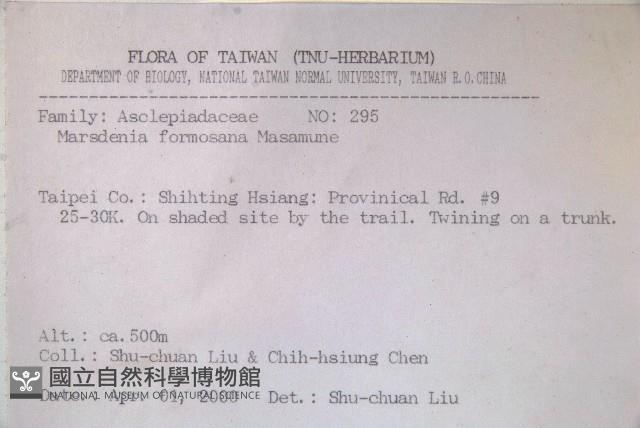 FLORA OF TAIWAN (TNU-HERBARIUM)
DEPARTMENT OF BIOLOGY, NATIONAL TAIWAN NORMAL UNIVERSITY, TAIWAN R.O.CHINA
Family: Asclepiadaceae NO: 295
Marsdenia formosana Masamune
Taipei Co.: Shihting Hsiang: Provinical Rd. #9
25-30K. On shaded site by the trail. Twining on a trunk.
Alt.: ca.500m
Coll.: Shu-chuan Liu & Chih-hsiung Chen
國立自然科學博物館
NATIONAL MUSEUM OF NATURAL SCIENCE
Date: Apr. Det.: Shu-chuan Liu